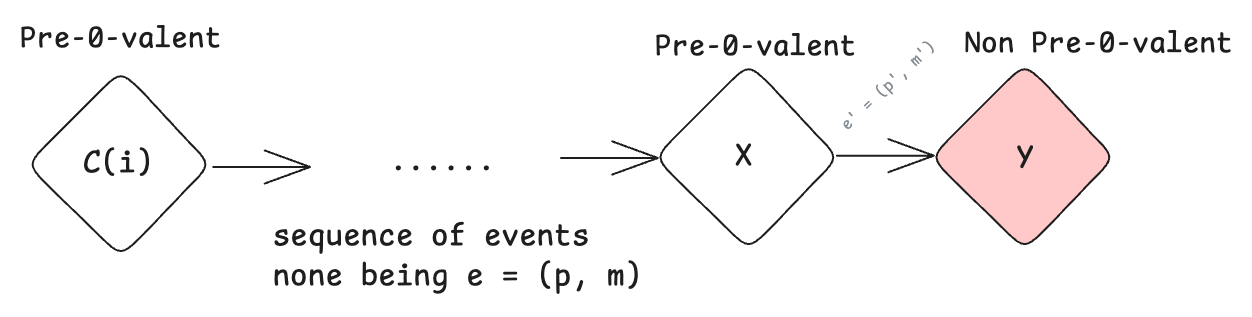 Pre-0-valent
Pre-0-valent
Non Pre-0-valent
e' = (p', m')
C(i)
......
X
y
sequence of events
none being e = (p, m)